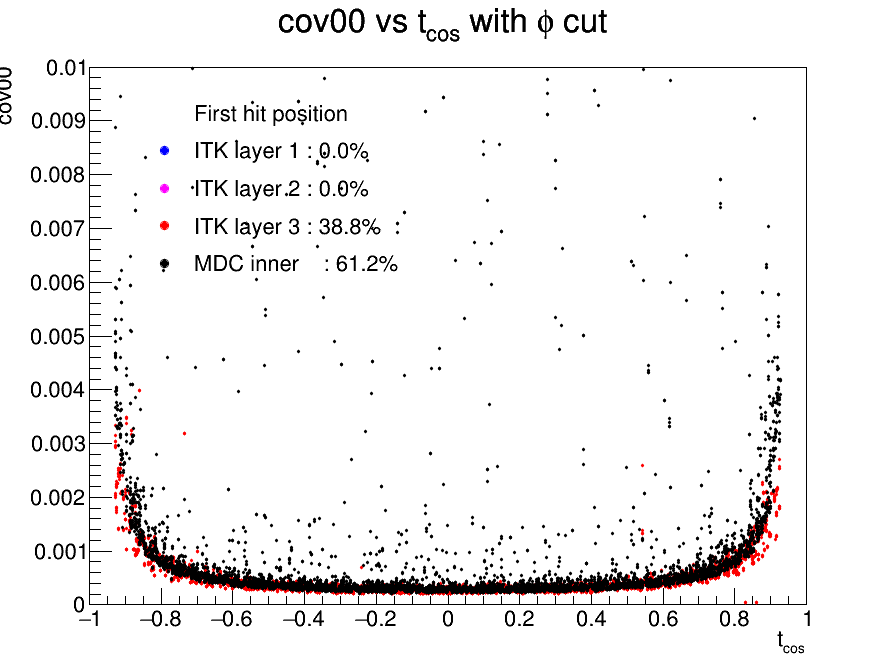 cov00 vs t_cos with ϕ cut
cov00
0.01
0.009
0.008
0.007
0.006
0.005
0.004
0.003
0.002
0.001
0
First hit position
ITK layer 1 : 0.0%
ITK layer 2 : 0.0%
ITK layer 3 : 38.8%
MDC inner : 61.2%
−1 −0.8 −0.6 −0.4 −0.2 0 0.2 0.4 0.6 0.8 1
t_cos